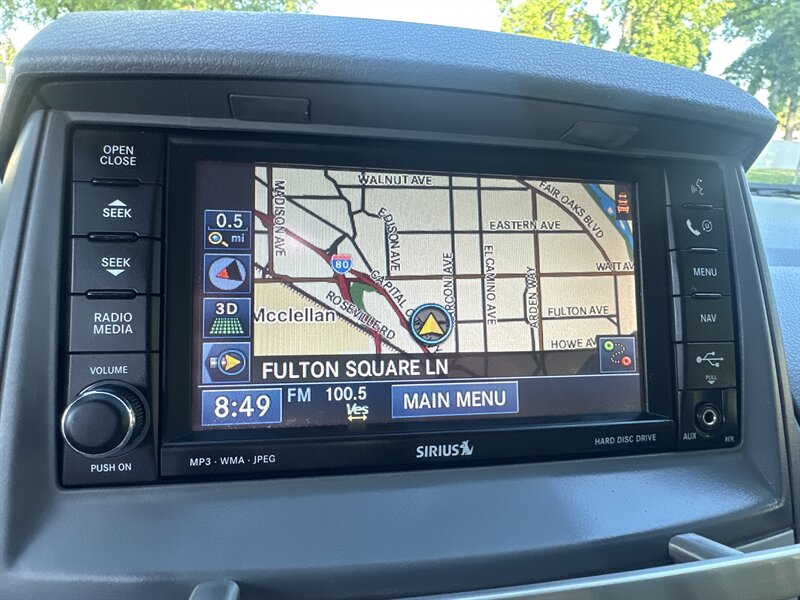 OPEN
CLOSE
SEEK
SEEK
RADIO
MEDIA
VOLUME
PUSH ON
0.5
mi
3D
WALNUT AVE
MADISON AVE
EDISON AVE
FAIR OAKS BLVD
EASTERN AVE
80
CAPITAL
EL CAMINO AVE
ARDEN WAY
WATT AV
ROSEVILLE RD
Mcclellan
FULTON AVE
HOWE AV
FULTON SQUARE LN
8:49
FM 100.5
Yes
MAIN MENU
MP3 · WMA · JPEG
SIRIUS
HARD DISC DRIVE
MENU
NAV
PULL
AUX